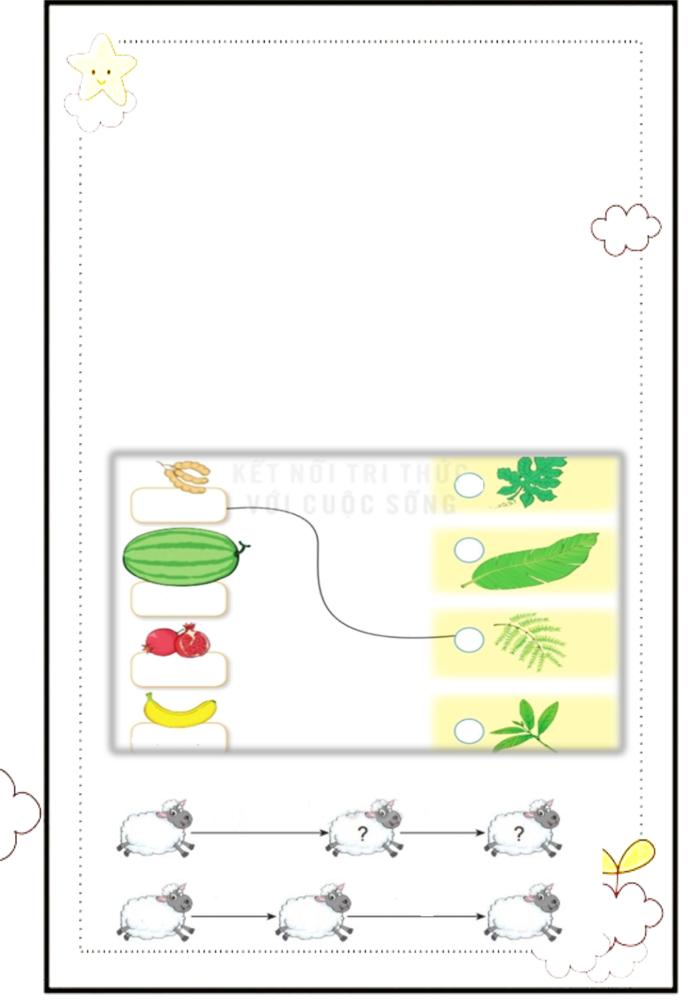 KẾT NỐI TRI THỨC
VỚI CUỘC SỐNG
?
?